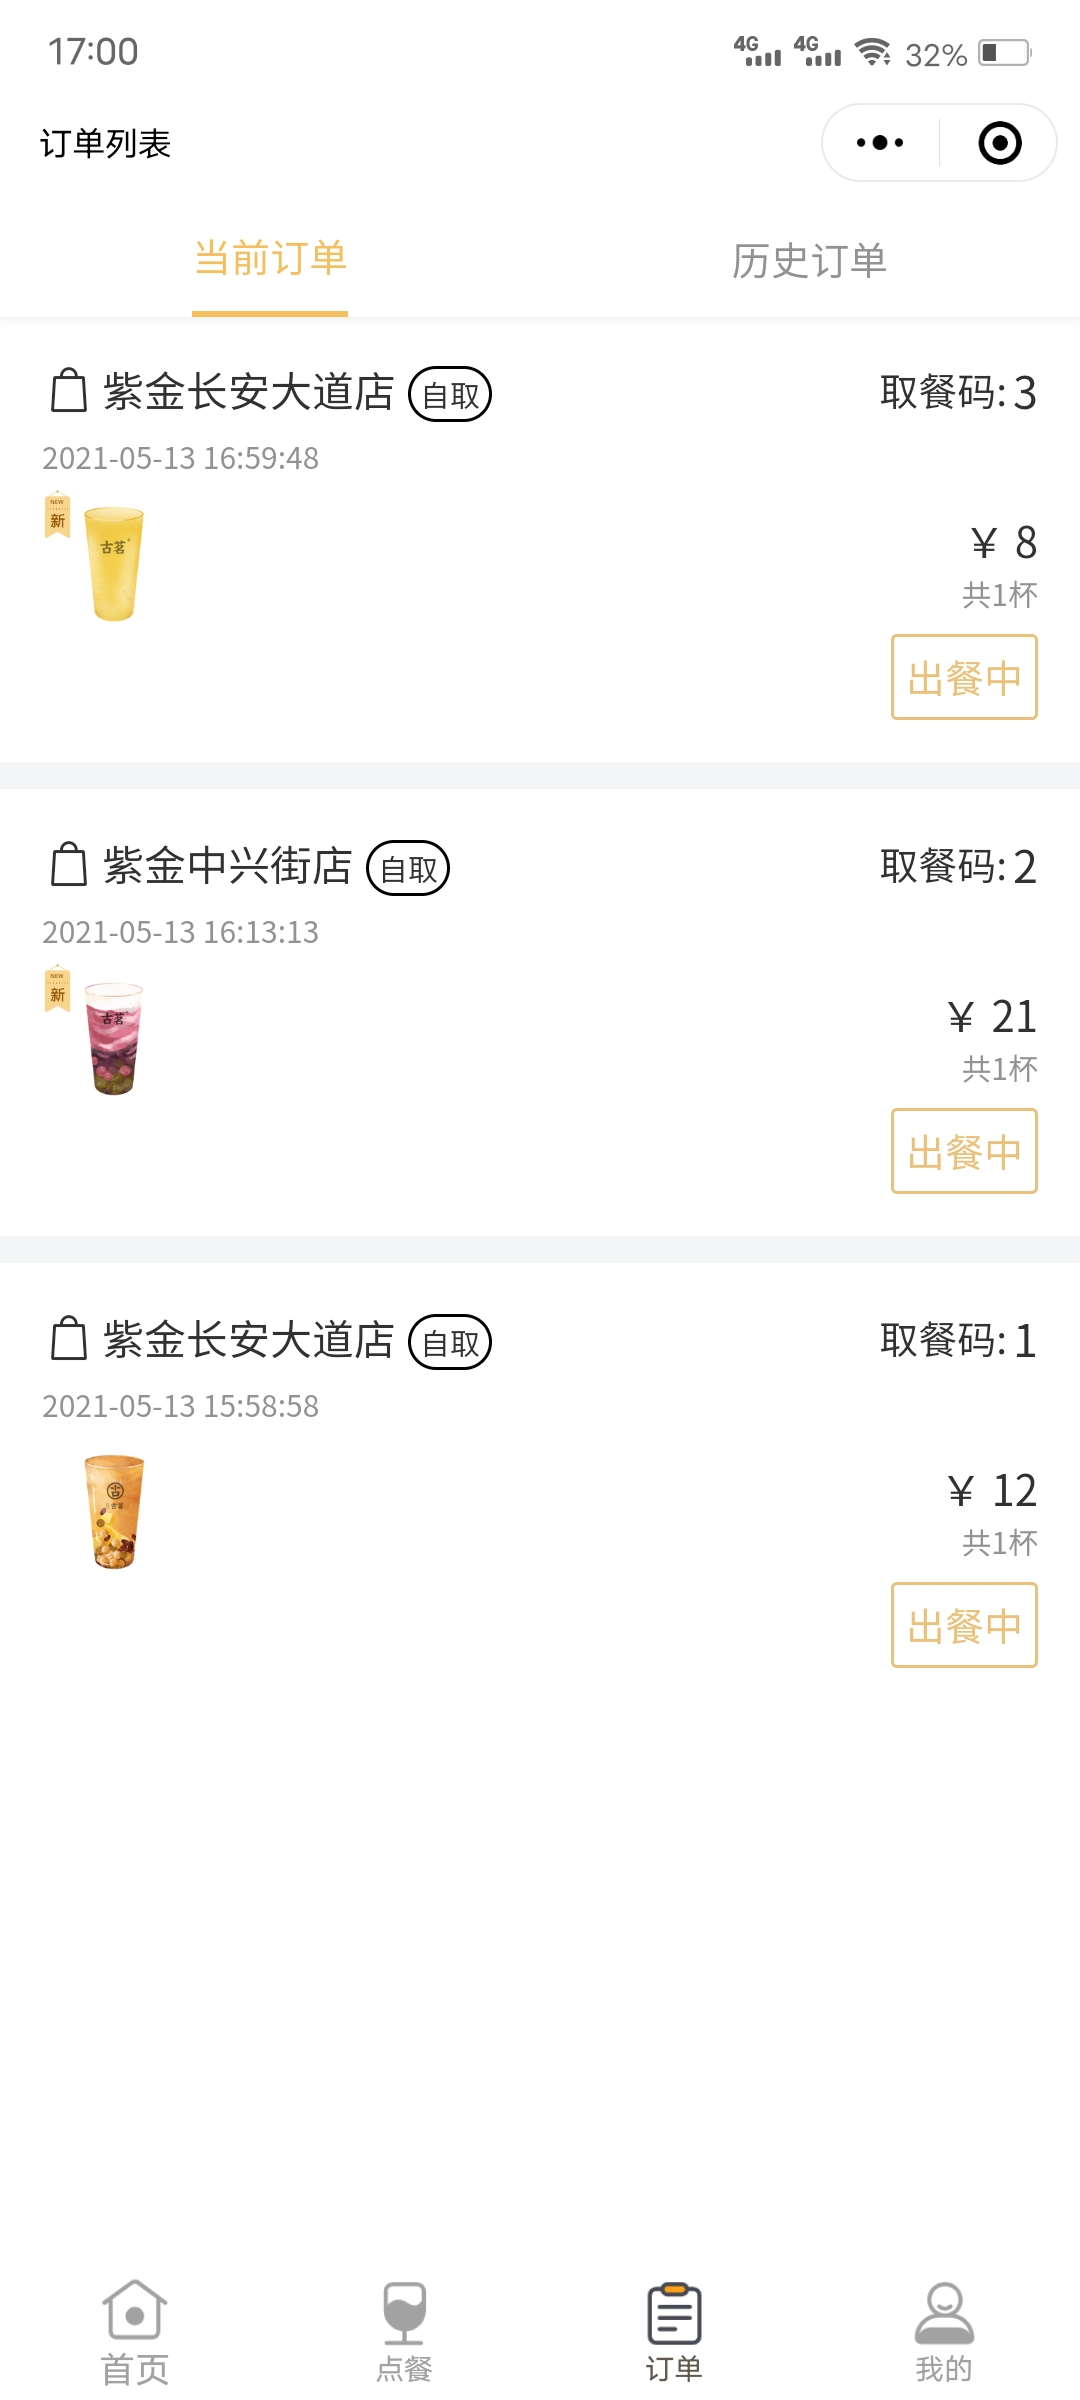 17:00
4G 4G 32%
订单列表
当前订单 历史订单
紫金长安大道店 自取 取餐码:3
2021-05-13 16:59:48
NEW
新
古茗
¥ 8
共1杯
出餐中
紫金中兴街店 自取 取餐码:2
2021-05-13 16:13:13
NEW
新
古茗
¥ 21
共1杯
出餐中
紫金长安大道店 自取 取餐码:1
2021-05-13 15:58:58
古茗
¥ 12
共1杯
出餐中
首页 点餐 订单 我的